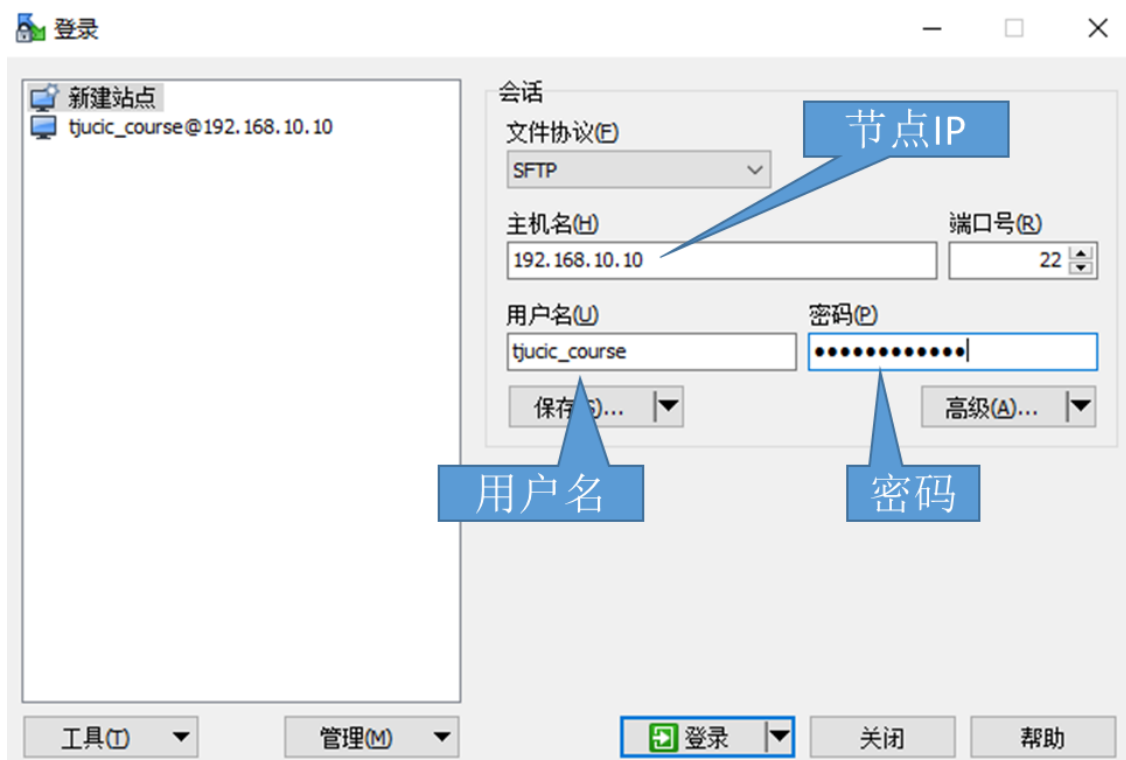 登录
新建站点
tjucic_course@192.168.10.10
会话
文件协议(F)
节点IP
SFTP
主机名(H)
端口号(R)
192.168.10.10
22
用户名(U)
密码(P)
tjucic_course
••••••••••••
保存(S)...
高级(A)...
用户名
密码
工具(T)
管理(M)
登录
关闭
帮助